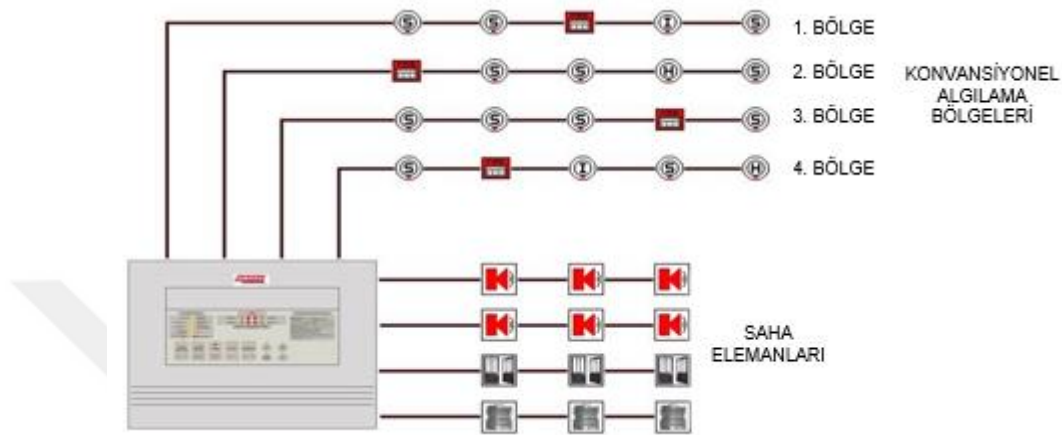 S S I S 1. BÖLGE
S S H S 2. BÖLGE
S S S 3. BÖLGE
S I S H 4. BÖLGE
KONVANSİYONEL
ALGILAMA
BÖLGELERİ
SAHA
ELEMANLARI